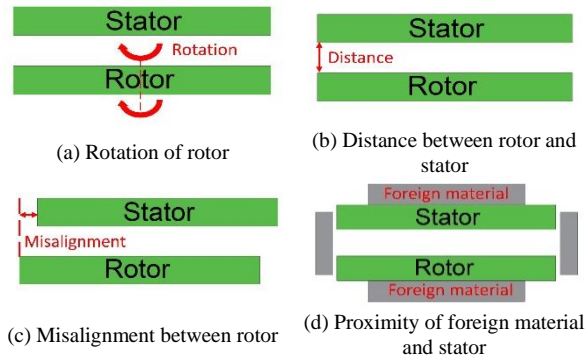 Stator
Rotation
Rotor
(a) Rotation of rotor
Stator
Distance
Rotor
(b) Distance between rotor and
stator
Stator
Misalignment
Rotor
(c) Misalignment between rotor
Foreign material
Stator
Rotor
Foreign material
(d) Proximity of foreign material
and stator